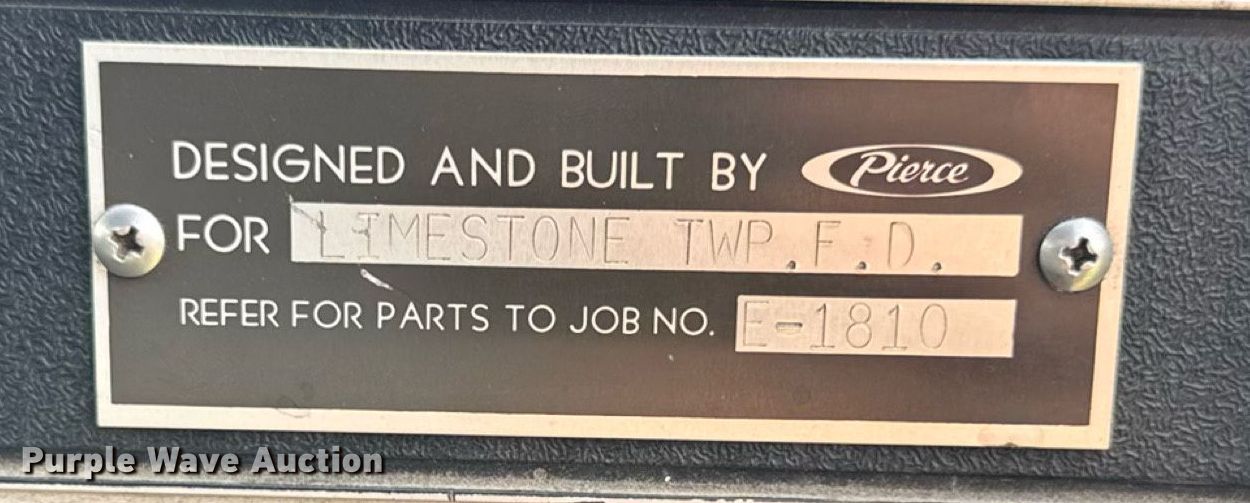 DESIGNED AND BUILT BY Pierce
FOR LIMESTONE TWP.F.D.
REFER FOR PARTS TO JOB NO. E-1810
Purple Wave Auction